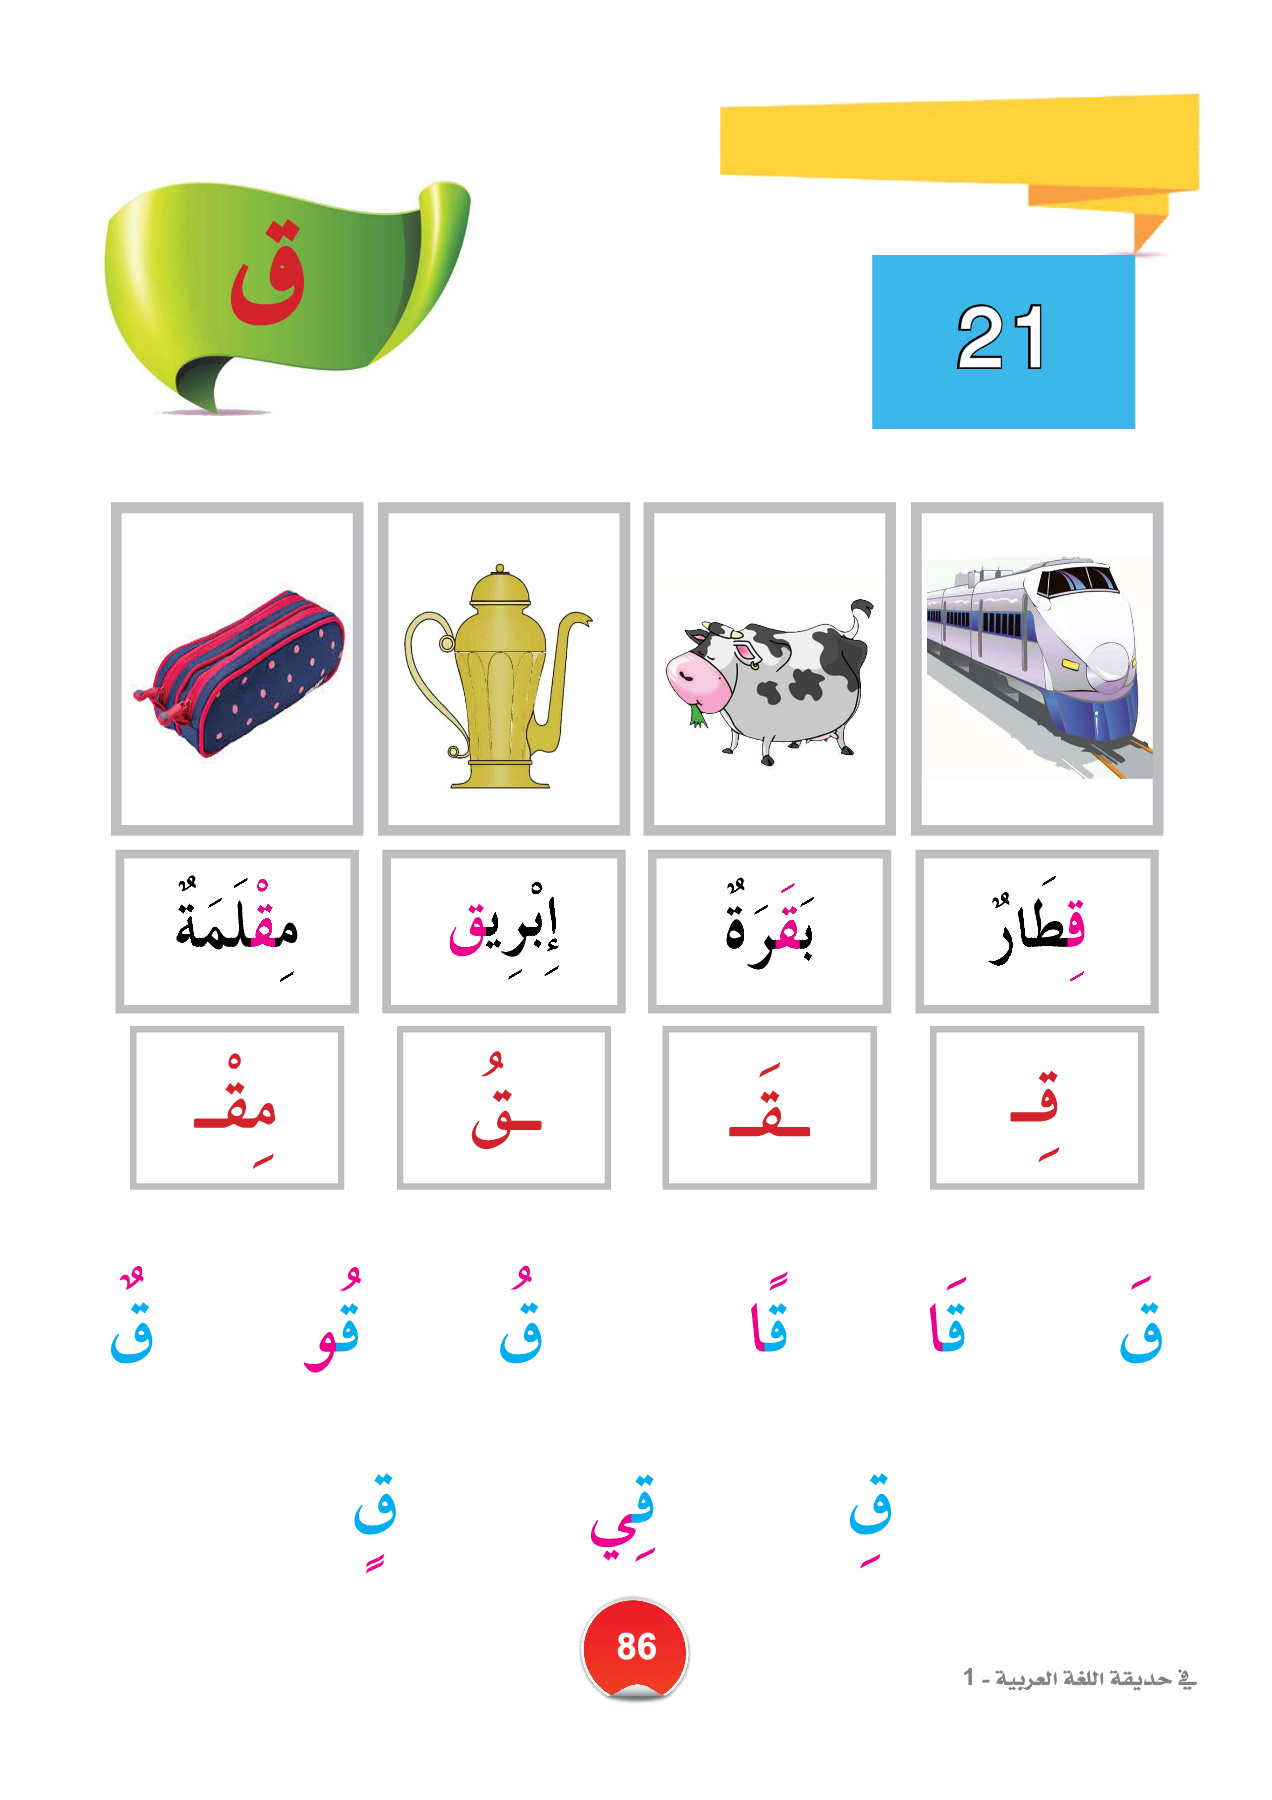 ق
21
قِطَارٌ بَقَرَةٌ إِبْرِيق مِقْلَمَةٌ
قِـ ـقَـ ـقُ مِقْـ
قَ قَا قًا قُ قُو قٌ
قِ قِي قٍ
86
في حديقة اللغة العربية - 1